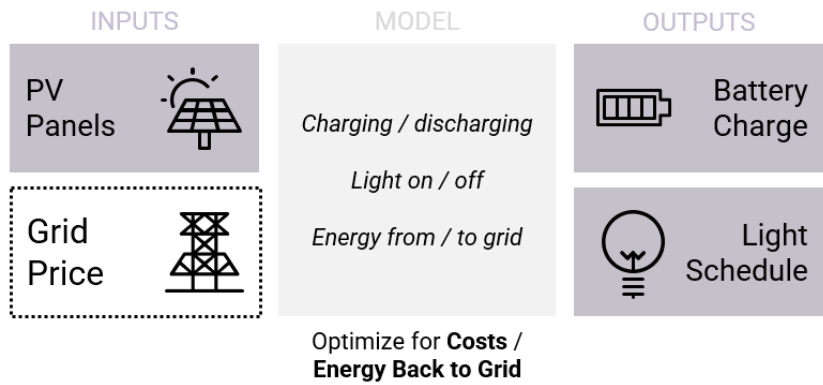 INPUTS
MODEL
OUTPUTS
PV
Panels
Grid
Price
Charging / discharging
Light on / off
Energy from / to grid
Optimize for Costs /
Energy Back to Grid
Battery
Charge
Light
Schedule